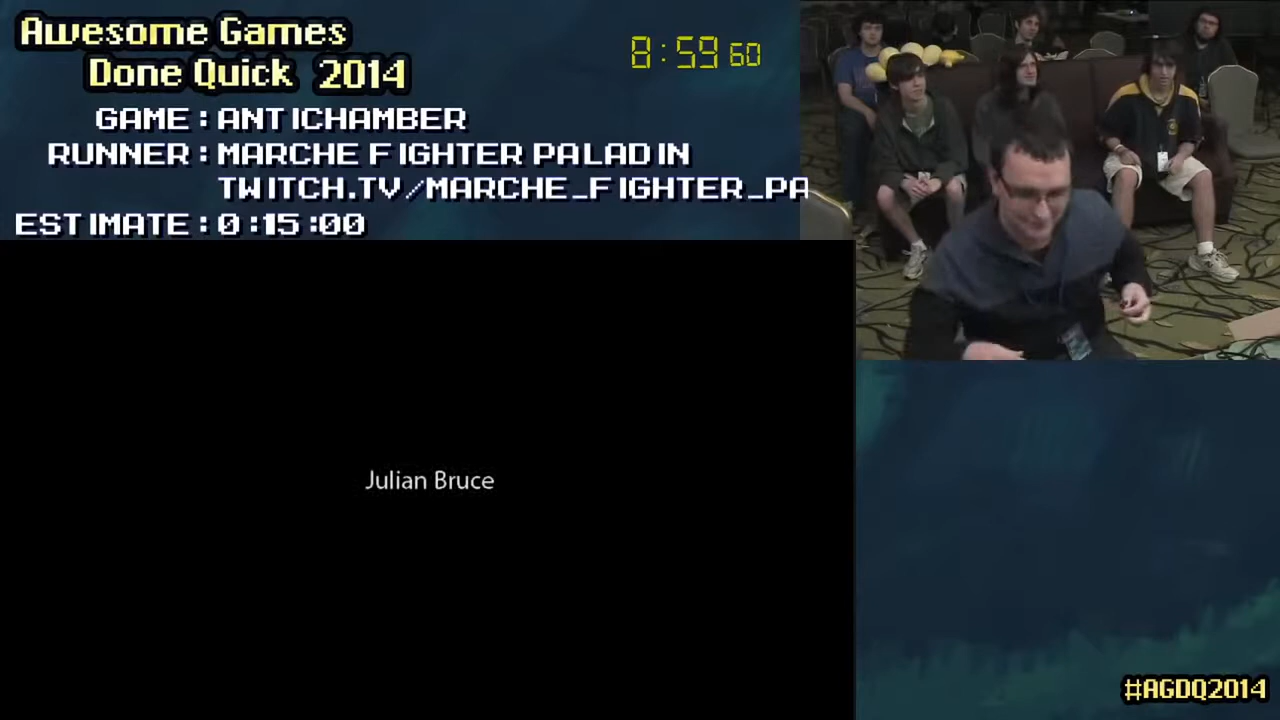 Awesome Games
Done Quick 2014
8:59 60
GAME : ANTICHAMBER
RUNNER : MARCHE FIGHTER PALADIN
TWITCH.TV/MARCHE_FIGHTER_PA
ESTIMATE : 0:15:00
Julian Bruce
#AGDQ2014